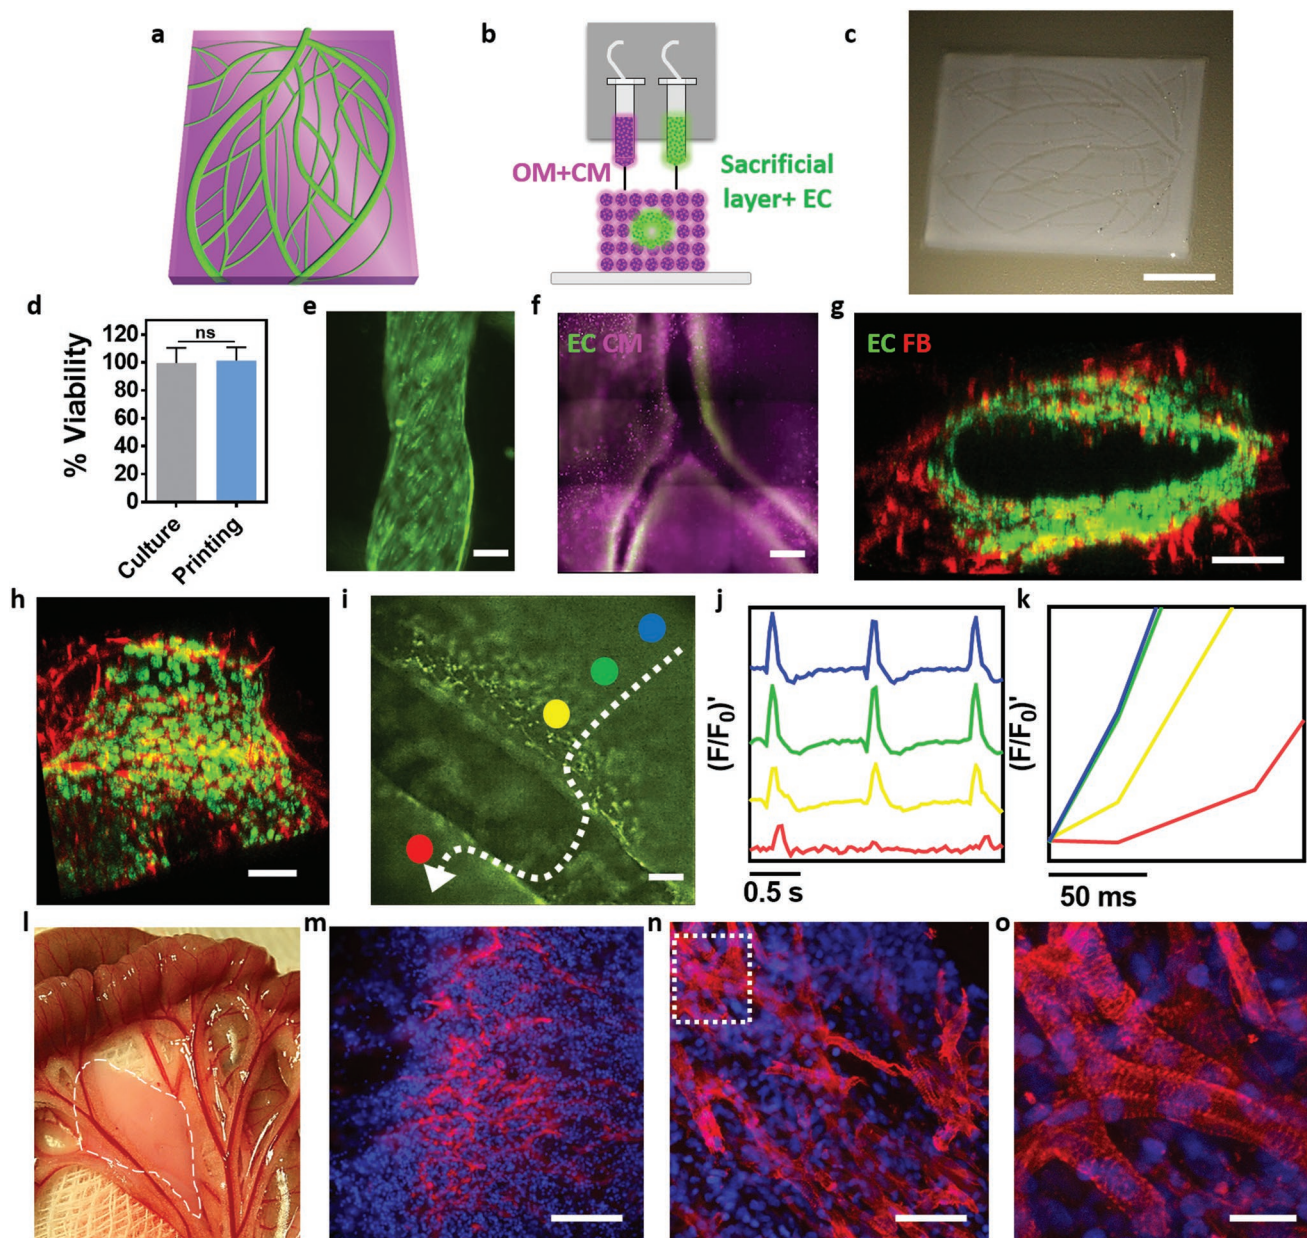 a
b
c
OM+CM
Sacrificial
layer+ EC
d
% Viability
120
100
80
60
40
20
0
ns
Culture
Printing
e
f
EC CM
g
EC FB
h
i
j
(F/F₀)'
0.5 s
k
(F/F₀)'
50 ms
l
m
n
o